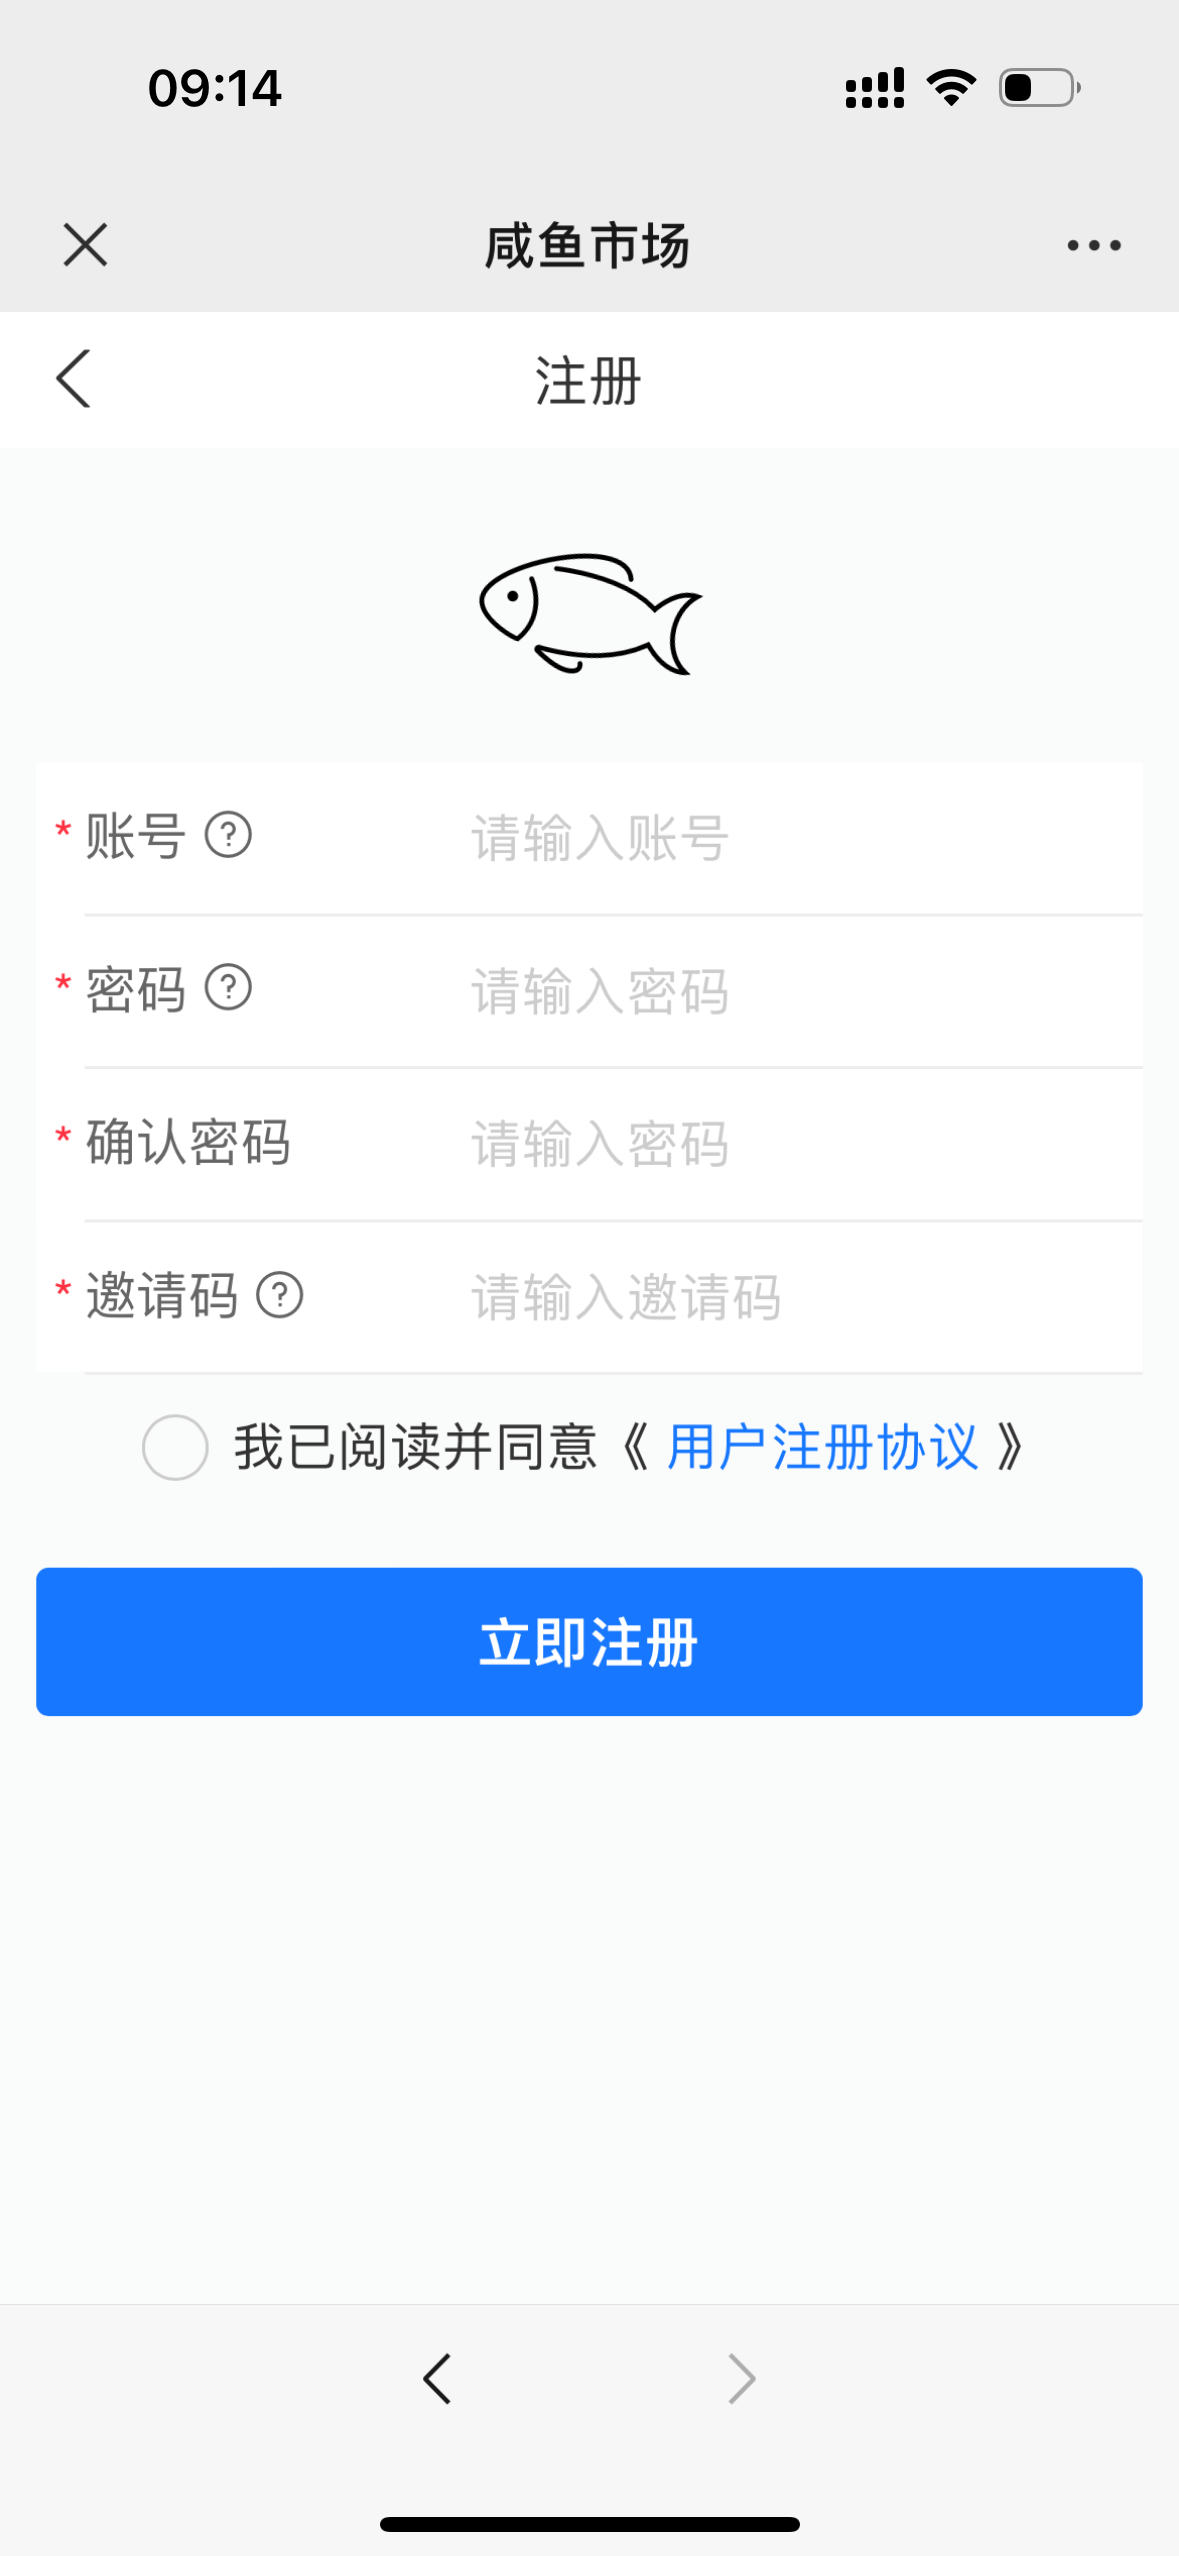 09:14
咸鱼市场
注册
* 账号 ? 请输入账号
* 密码 ? 请输入密码
* 确认密码 请输入密码
* 邀请码 ? 请输入邀请码
我已阅读并同意《 用户注册协议 》
立即注册